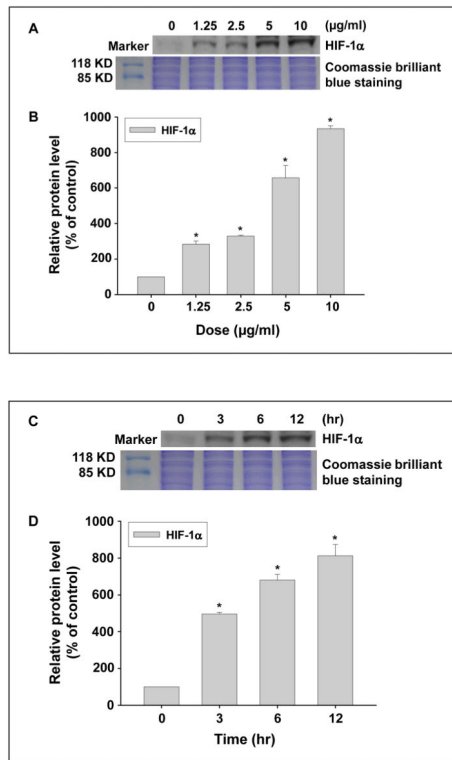 A
0 1.25 2.5 5 10 (µg/ml)
Marker HIF-1α
118 KD
85 KD
Coomassie brilliant
blue staining
B
HIF-1α
Relative protein level
(% of control)
1000
800
600
400
200
0
* * * *
0 1.25 2.5 5 10
Dose (µg/ml)
C
0 3 6 12 (hr)
Marker HIF-1α
118 KD
85 KD
Coomassie brilliant
blue staining
D
HIF-1α
Relative protein level
(% of control)
1000
800
600
400
200
0
* * *
0 3 6 12
Time (hr)